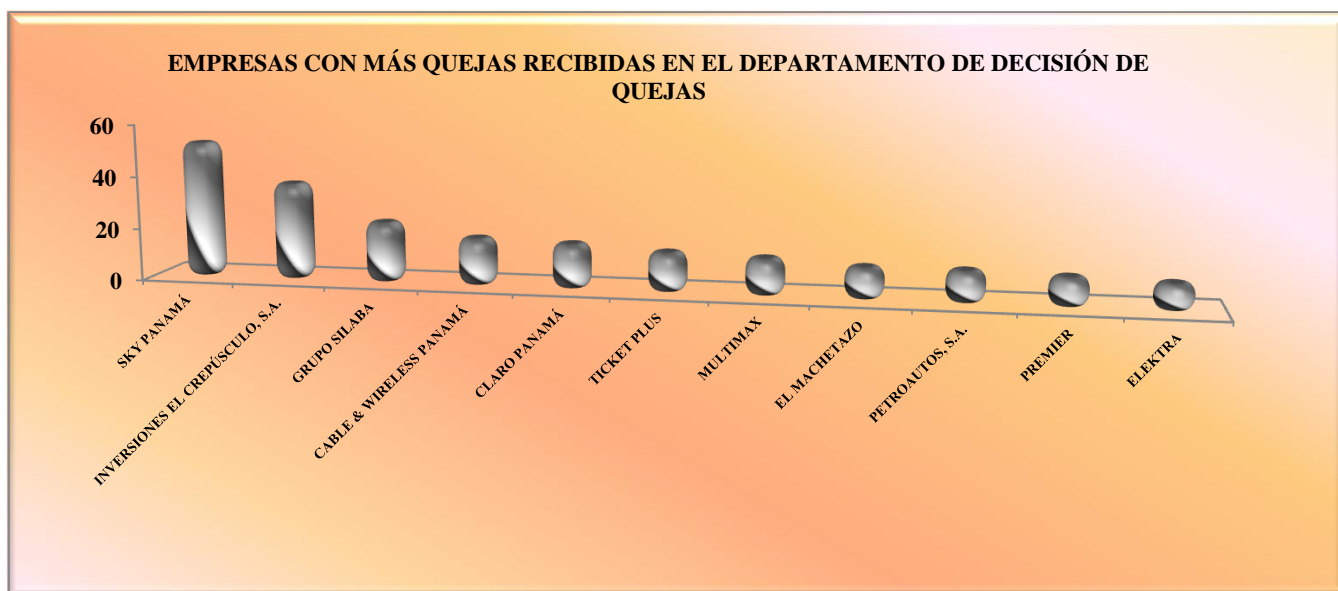 EMPRESAS CON MÁS QUEJAS RECIBIDAS EN EL DEPARTAMENTO DE DECISIÓN DE
QUEJAS
60
40
20
0
SKY PANAMÁ
INVERSIONES EL CREPÚSCULO, S.A.
GRUPO SILABA
CABLE & WIRELESS PANAMÁ
CLARO PANAMÁ
TICKET PLUS
MULTIMAX
EL MACHETAZO
PETROAUTOS, S.A.
PREMIER
ELEKTRA